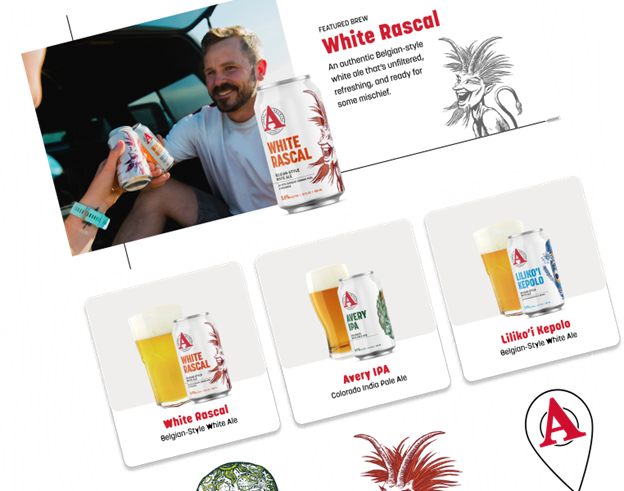 FEATURED BREW
White Rascal
An authentic Belgian-style
white ale that's unfiltered,
refreshing, and ready for
some mischief.
A
WHITE
RASCAL
BELGIAN-STYLE
WHITE ALE
A
WHITE
RASCAL
White Rascal
Belgian-Style White Ale
A
AVERY
IPA
Avery IPA
Colorado India Pale Ale
A
LILIKO'I
KEPOLO
Liliko'i Kepolo
Belgian-Style White Ale
A